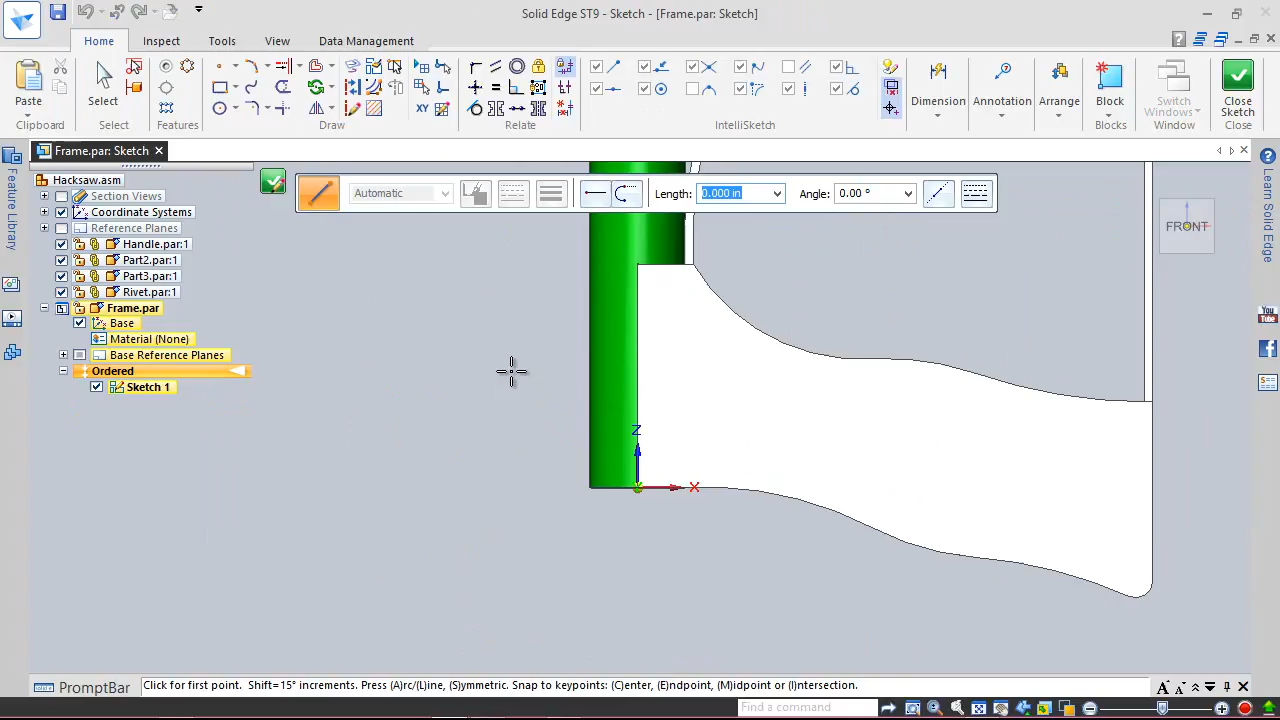 Solid Edge ST9 - Sketch - [Frame.par: Sketch]
Home Inspect Tools View Data Management
Paste
Select
XY
Dimension
Annotation
Arrange
Block
Switch Windows
Close Sketch
Clipboard Select Features Draw Relate IntelliSketch Blocks Window Close
Frame.par: Sketch
Feature Library
Hacksaw.asm
Section Views
Coordinate Systems
Reference Planes
Handle.par:1
Part2.par:1
Part3.par:1
Rivet.par:1
Frame.par
Base
Material (None)
Base Reference Planes
Ordered
Sketch 1
Automatic
Length: 0.000 in
Angle: 0.00 °
FRONT
Z
X
Learn Solid Edge
You Tube
PromptBar
Click for first point. Shift=15° increments. Press (A)rc/(L)ine, (S)ymmetric. Snap to keypoints: (C)enter, (E)ndpoint, (M)idpoint or (I)ntersection.
A A
Find a command